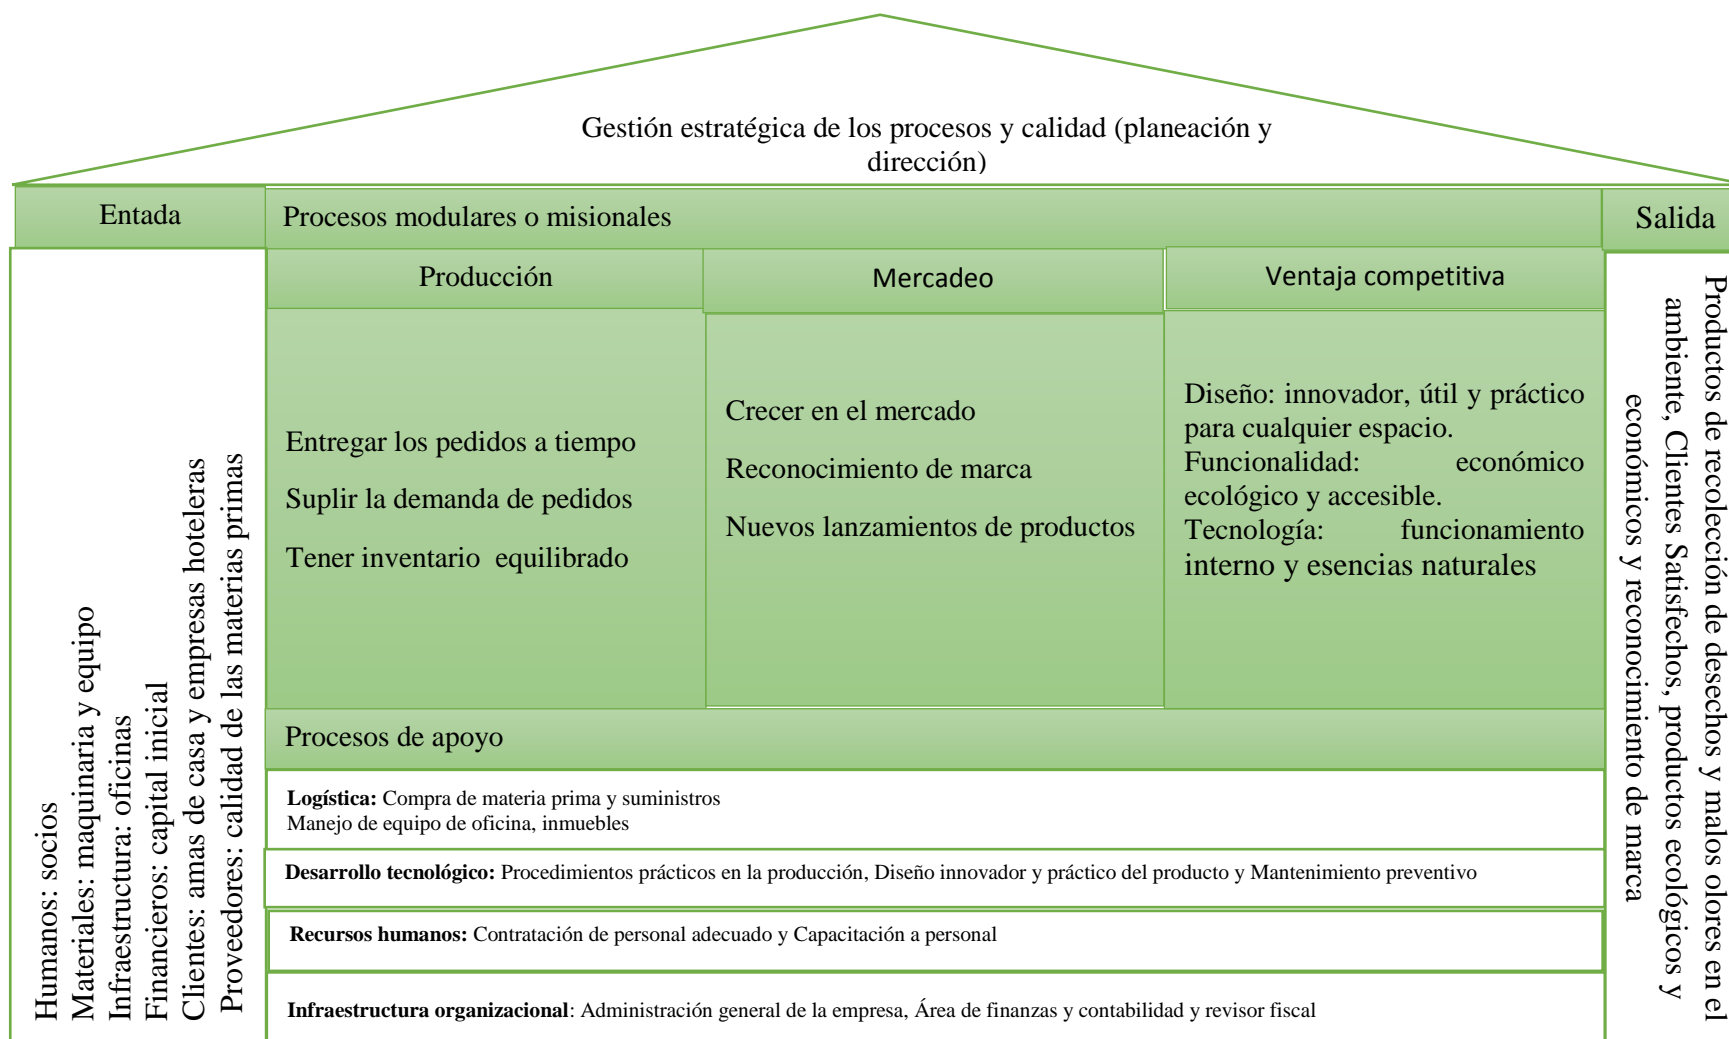 Gestión estratégica de los procesos y calidad (planeación y
dirección)
Entada
Procesos modulares o misionales
Salida
Humanos: socios
Materiales: maquinaria y equipo
Infraestructura: oficinas
Financieros: capital inicial
Clientes: amas de casa y empresas hoteleras
Proveedores: calidad de las materias primas
Producción
Entregar los pedidos a tiempo
Suplir la demanda de pedidos
Tener inventario equilibrado
Mercadeo
Crecer en el mercado
Reconocimiento de marca
Nuevos lanzamientos de productos
Ventaja competitiva
Diseño: innovador, útil y práctico
para cualquier espacio.
Funcionalidad: económico
ecológico y accesible.
Tecnología: funcionamiento
interno y esencias naturales
Procesos de apoyo
Logística: Compra de materia prima y suministros
Manejo de equipo de oficina, inmuebles
Desarrollo tecnológico: Procedimientos prácticos en la producción, Diseño innovador y práctico del producto y Mantenimiento preventivo
Recursos humanos: Contratación de personal adecuado y Capacitación a personal
Infraestructura organizacional: Administración general de la empresa, Área de finanzas y contabilidad y revisor fiscal
Productos de recolección de desechos y malos olores en el
ambiente, Clientes Satisfechos, productos ecológicos y
económicos y reconocimiento de marca